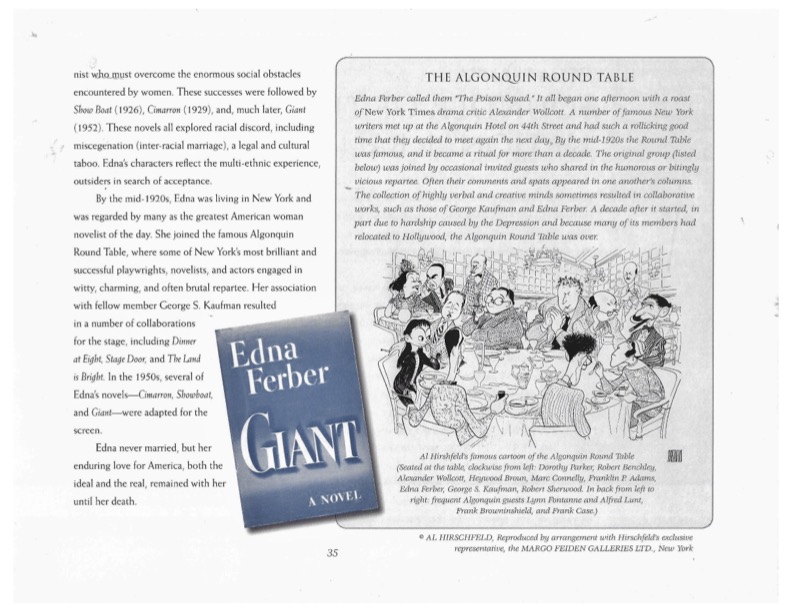 nist who must overcome the enormous social obstacles
encountered by women. These successes were followed by
Show Boat (1926), Cimarron (1929), and, much later, Giant
(1952). These novels all explored racial discord, including
miscegenation (inter-racial marriage), a legal and cultural
taboo. Edna's characters reflect the multi-ethnic experience,
outsiders in search of acceptance.
By the mid-1920s, Edna was living in New York and
was regarded by many as the greatest American woman
novelist of the day. She joined the famous Algonquin
Round Table, where some of New York's most brilliant and
successful playwrights, novelists, and actors engaged in
witty, charming, and often brutal repartee. Her association
with fellow member George S. Kaufman resulted
in a number of collaborations
for the stage, including Dinner
at Eight, Stage Door, and The Land
is Bright. In the 1950s, several of
Edna's novels—Cimarron, Showboat,
and Giant—were adapted for the
screen.
Edna never married, but her
enduring love for America, both the
ideal and the real, remained with her
until her death.
Edna
Ferber
GIANT
A NOVEL
THE ALGONQUIN ROUND TABLE
Edna Ferber called them "The Poison Squad." It all began one afternoon with a roast
of New York Times drama critic Alexander Wollcott. A number of famous New York
writers met up at the Algonquin Hotel on 44th Street and had such a rollicking good
time that they decided to meet again the next day. By the mid-1920s the Round Table
was famous, and it became a ritual for more than a decade. The original group (listed
below) was joined by occasional invited guests who shared in the humorous or bitingly
vicious repartee. Often their comments and spats appeared in one another's columns.
The collection of highly verbal and creative minds sometimes resulted in collaborative
works, such as those of George Kaufman and Edna Ferber. A decade after it started, in
part due to hardship caused by the Depression and because many of its members had
relocated to Hollywood, the Algonquin Round Table was over.
Al Hirshfeld's famous cartoon of the Algonquin Round Table
(Seated at the table, clockwise from left: Dorothy Parker, Robert Benchley,
Alexander Wollcott, Heywood Broun, Marc Connelly, Franklin P. Adams,
Edna Ferber, George S. Kaufman, Robert Sherwood. In back from left to
right: frequent Algonquin guests Lynn Fontanne and Alfred Lunt,
Frank Browninshield, and Frank Case.)
© AL HIRSCHFELD, Reproduced by arrangement with Hirschfeld's exclusive
representative, the MARGO FEIDEN GALLERIES LTD., New York
35